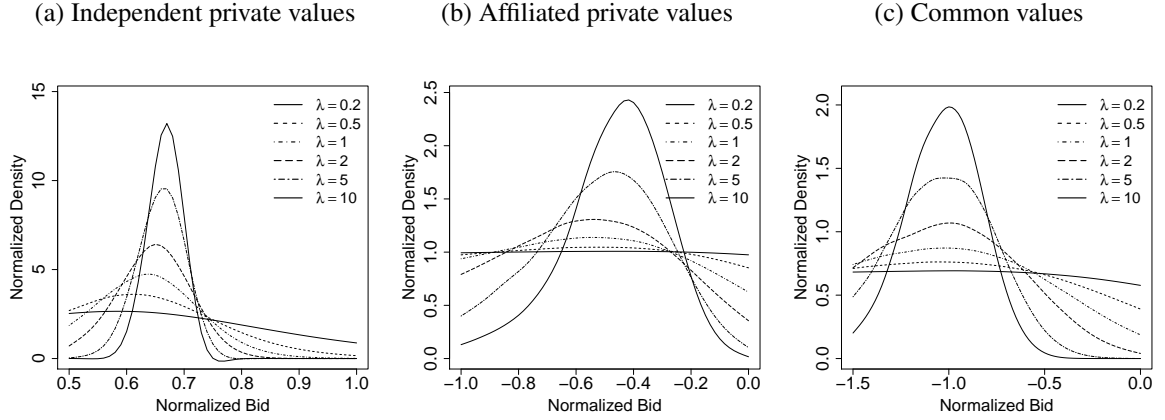 (a) Independent private values
(b) Affiliated private values
(c) Common values
15
10
5
0
Normalized Density
0.5 0.6 0.7 0.8 0.9 1.0
Normalized Bid
λ = 0.2
λ = 0.5
λ = 1
λ = 2
λ = 5
λ = 10
2.5
2.0
1.5
1.0
0.5
0.0
Normalized Density
−1.0 −0.8 −0.6 −0.4 −0.2 0.0
Normalized Bid
λ = 0.2
λ = 0.5
λ = 1
λ = 2
λ = 5
λ = 10
2.0
1.5
1.0
0.5
0.0
Normalized Density
−1.5 −1.0 −0.5 0.0
Normalized Bid
λ = 0.2
λ = 0.5
λ = 1
λ = 2
λ = 5
λ = 10